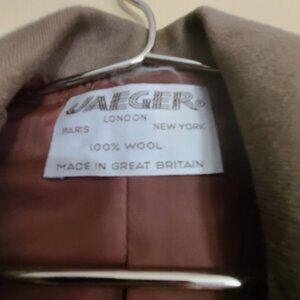 JAEGER®
LONDON
PARIS NEW YORK
100% WOOL
MADE IN GREAT BRITAIN